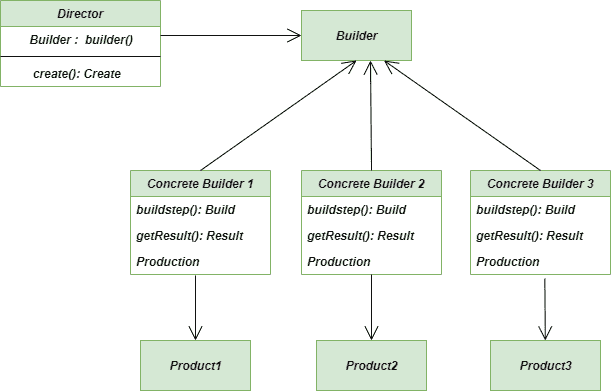 Director
Builder : builder()
create(): Create
Builder
Concrete Builder 1
buildstep(): Build
getResult(): Result
Production
Concrete Builder 2
buildstep(): Build
getResult(): Result
Production
Concrete Builder 3
buildstep(): Build
getResult(): Result
Production
Product1
Product2
Product3